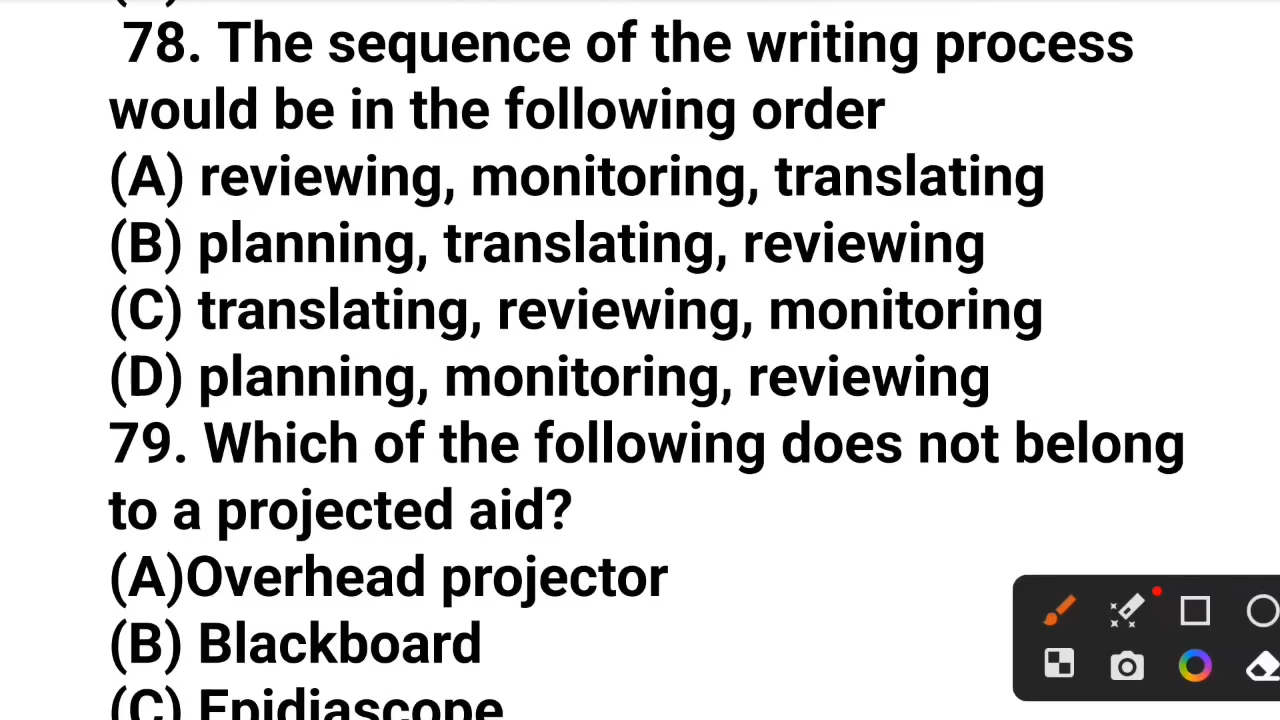 78. The sequence of the writing process
would be in the following order
(A) reviewing, monitoring, translating
(B) planning, translating, reviewing
(C) translating, reviewing, monitoring
(D) planning, monitoring, reviewing
79. Which of the following does not belong
to a projected aid?
(A)Overhead projector
(B) Blackboard
(C) Epidiascope